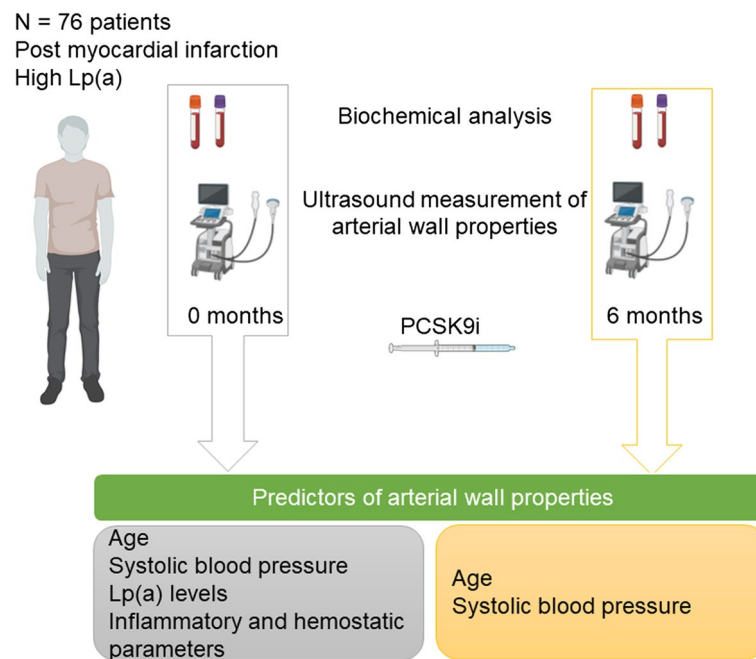 N = 76 patients
Post myocardial infarction
High Lp(a)
Biochemical analysis
Ultrasound measurement of
arterial wall properties
0 months
PCSK9i
6 months
Predictors of arterial wall properties
Age
Systolic blood pressure
Lp(a) levels
Inflammatory and hemostatic
parameters
Age
Systolic blood pressure